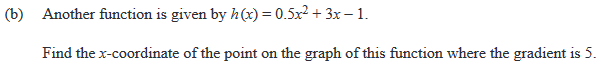 (b) Another function is given by h(x) = 0.5x² + 3x – 1.
Find the x-coordinate of the point on the graph of this function where the gradient is 5.